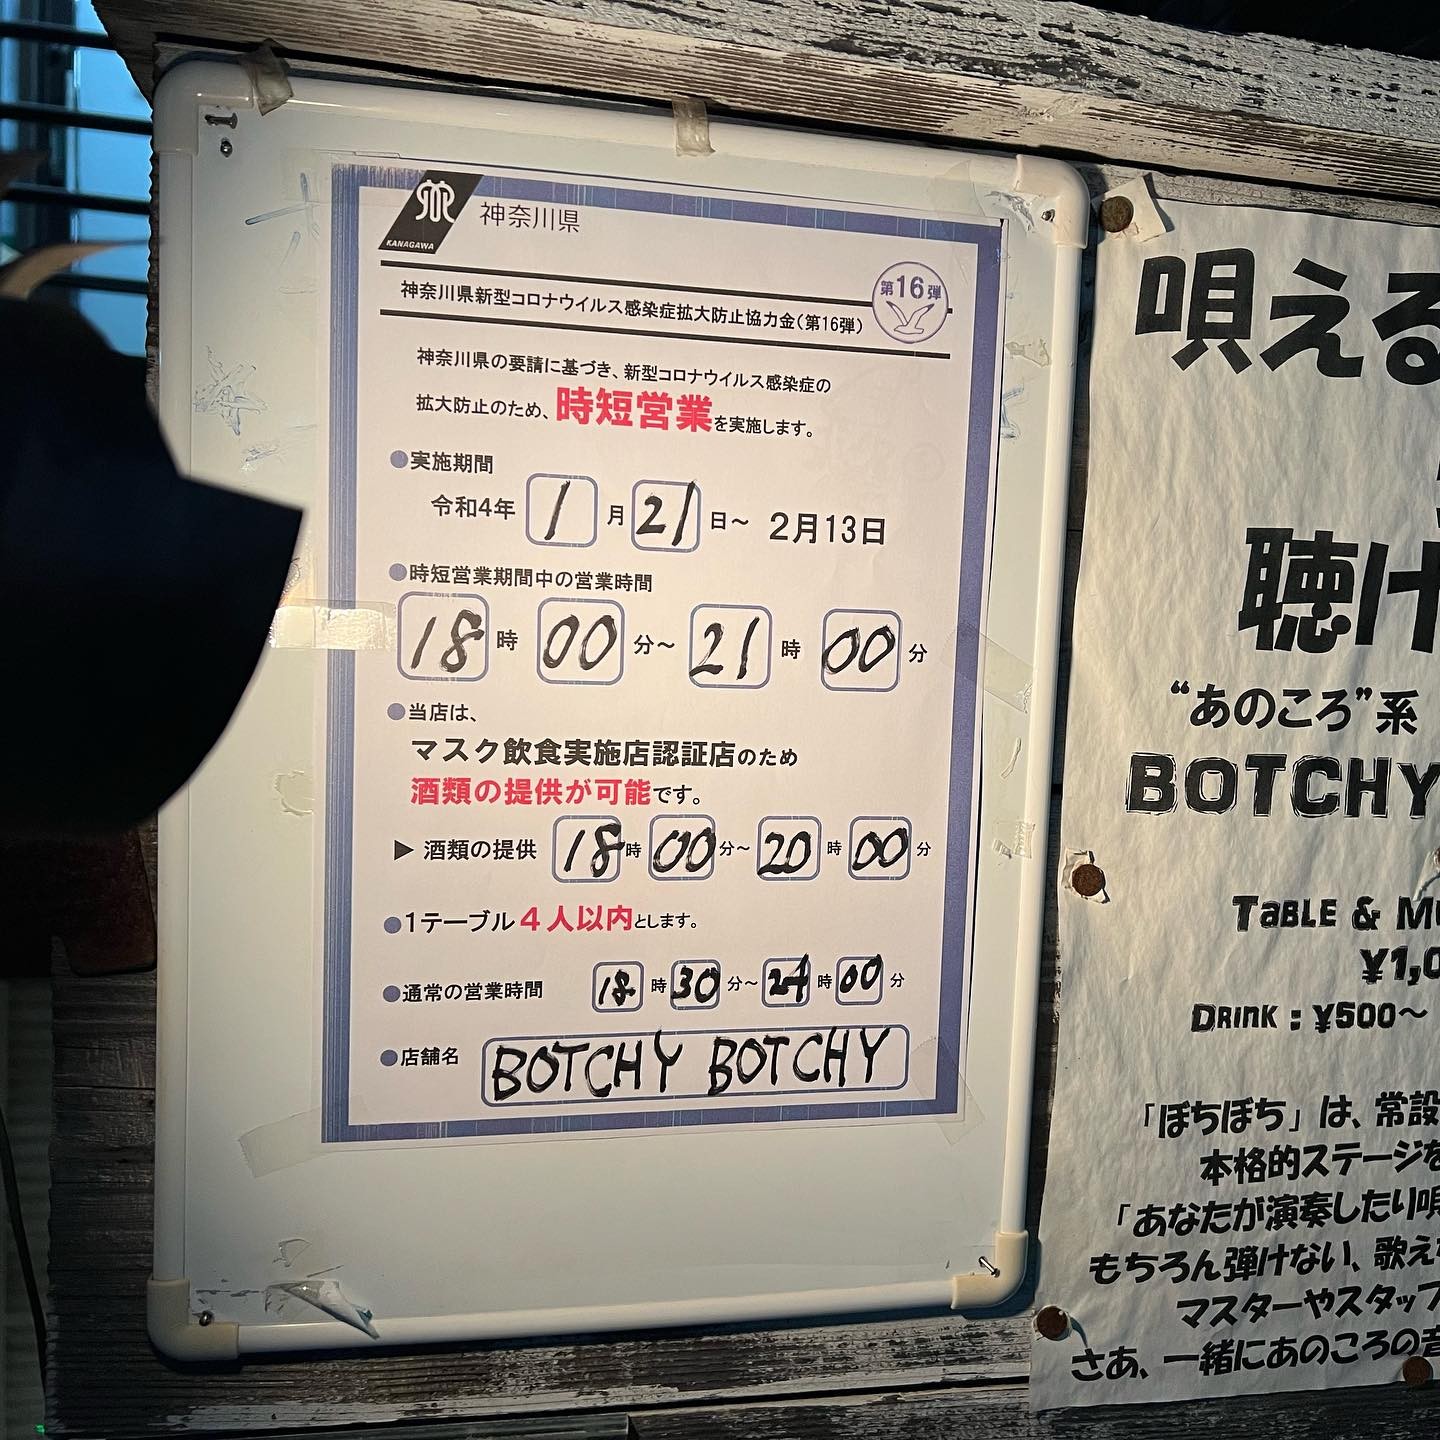 KANAGAWA
神奈川県
第16弾
神奈川県新型コロナウイルス感染症拡大防止協力金(第16弾)
神奈川県の要請に基づき、新型コロナウイルス感染症の
拡大防止のため、時短営業を実施します。
●実施期間
令和4年 1 月 21 日～ 2月13日
●時短営業期間中の営業時間
18 時 00 分～ 21 時 00 分
●当店は、
マスク飲食実施店認証店のため
酒類の提供が可能です。
▶ 酒類の提供 18 時 00 分～ 20 時 00 分
●1テーブル4人以内とします。
●通常の営業時間 18 時 30 分～ 24 時 00 分
●店舗名 BOTCHY BOTCHY
唄える
聴け
“あのころ”系
BOTCHY
TABLE & M
¥1,0
DRINK : ¥500～
「ぼちぼち」は、常設
本格的ステージを
「あなたが演奏したり唄
もちろん弾けない、歌え
マスターやスタッフ
さあ、一緒にあのころの音